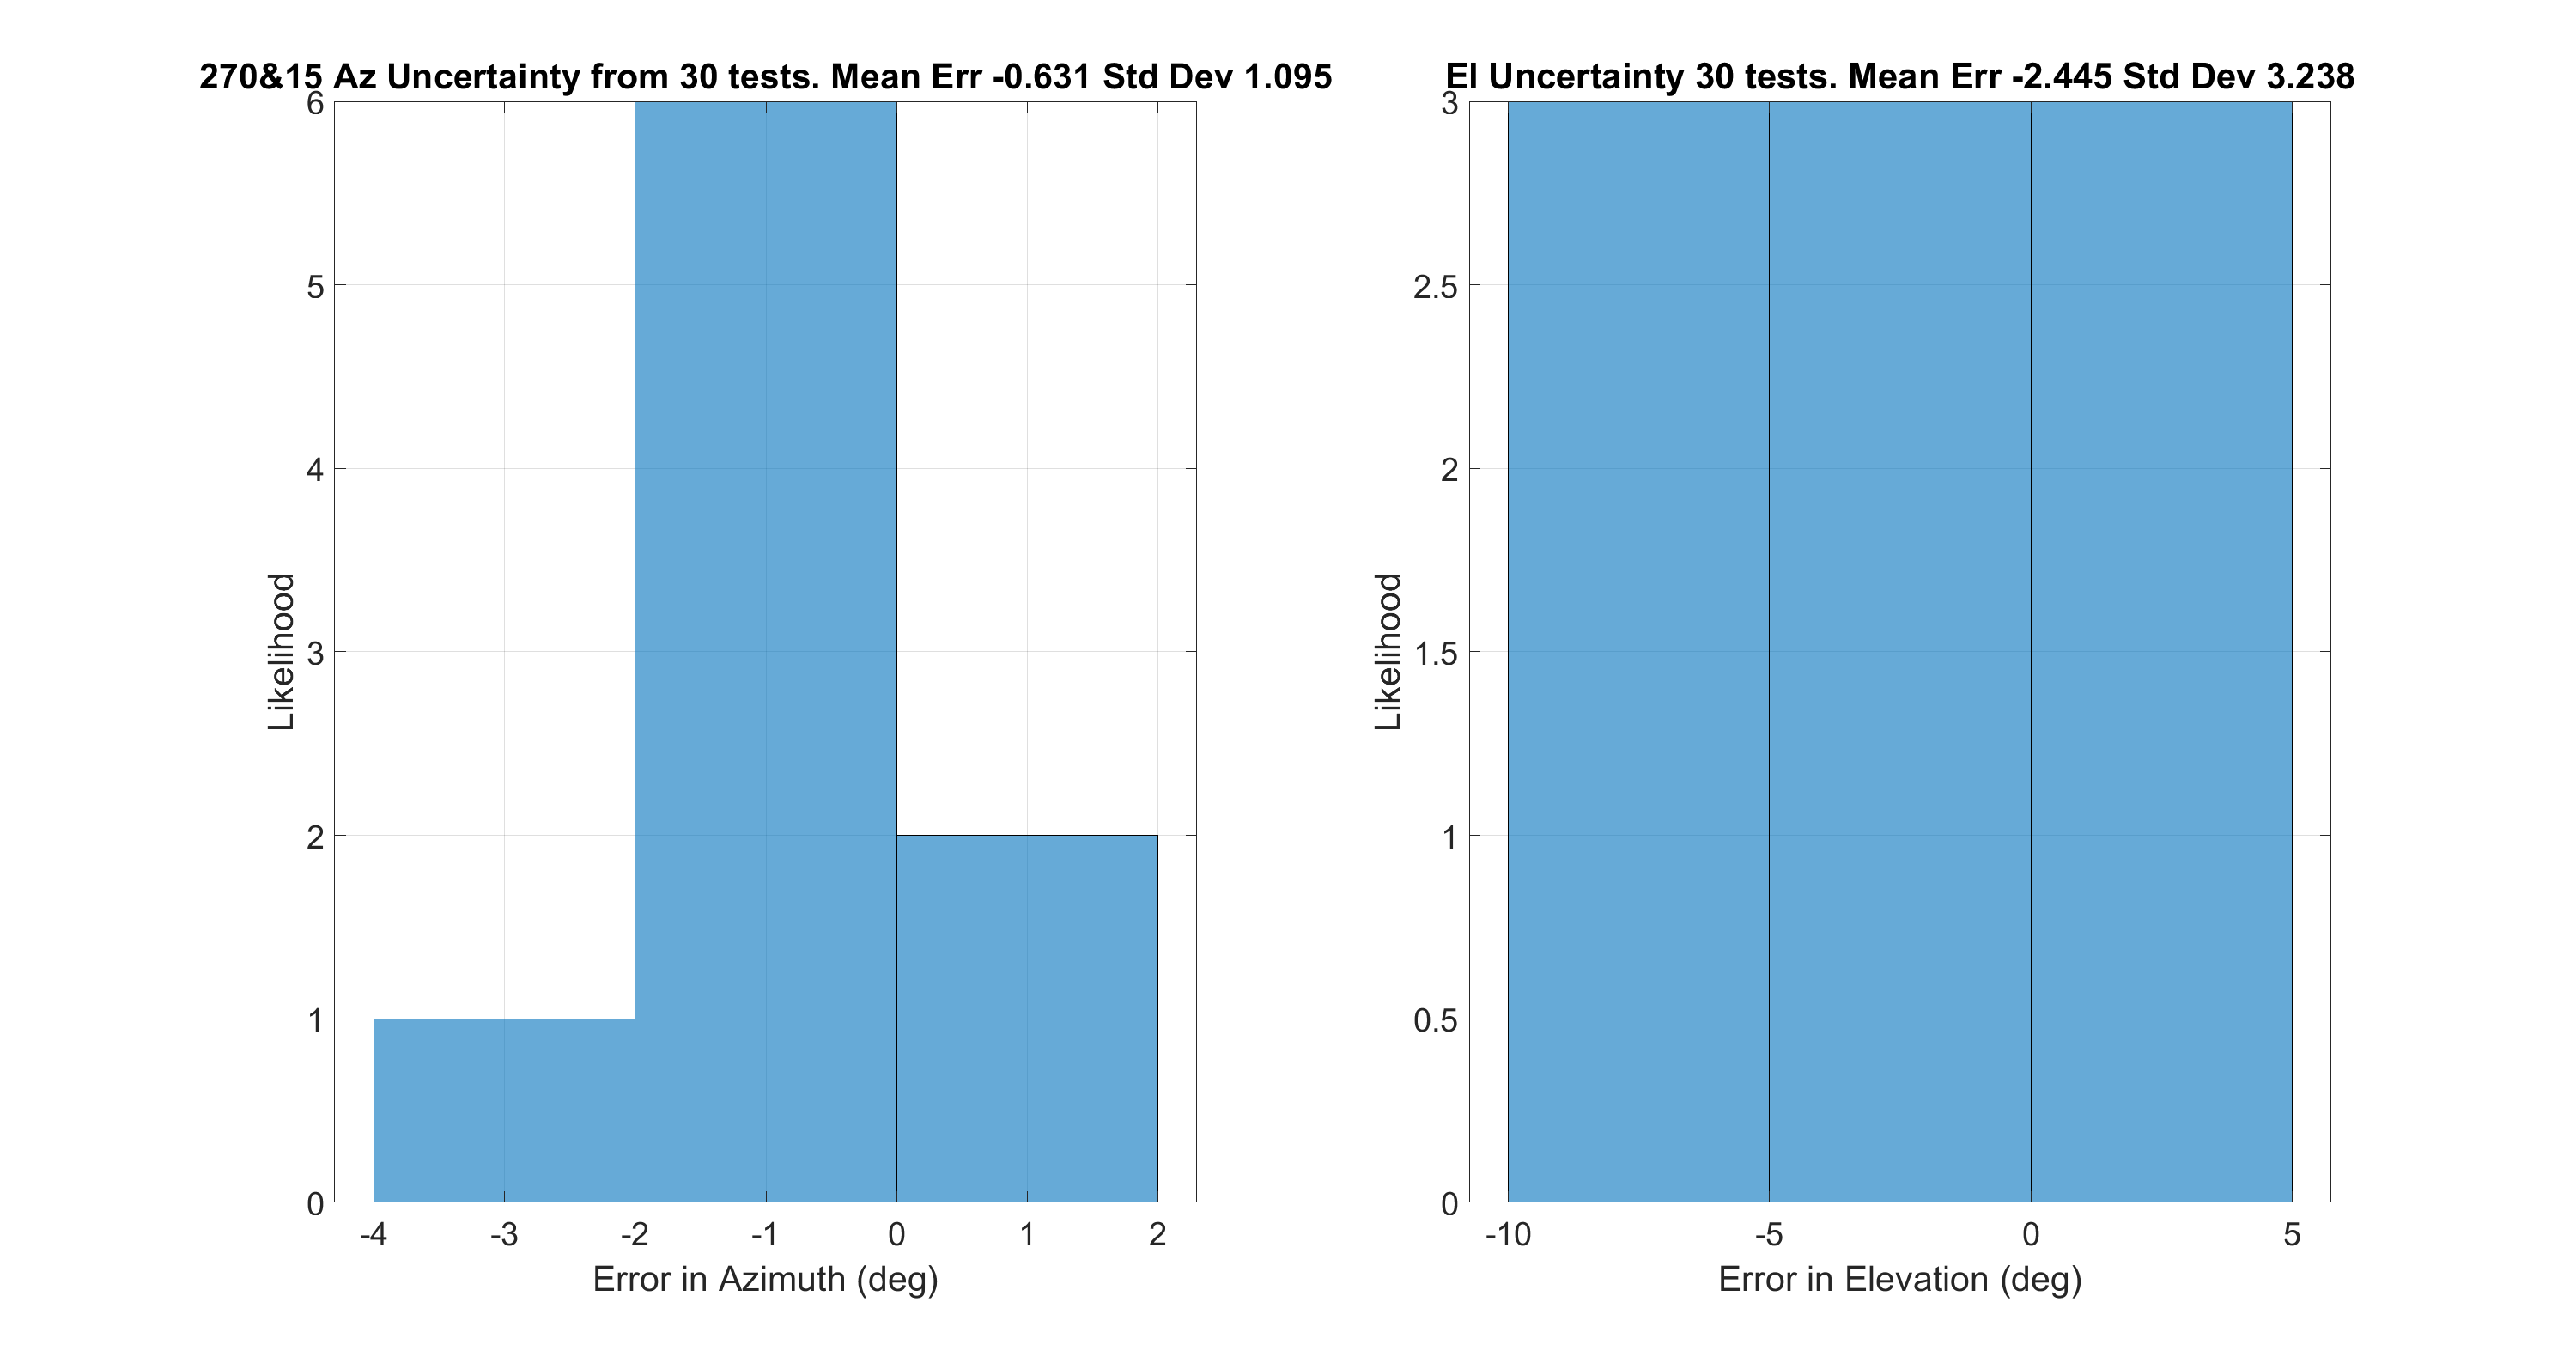 270&15 Az Uncertainty from 30 tests. Mean Err -0.631 Std Dev 1.095
6
5
4
3
2
1
0
Likelihood
-4 -3 -2 -1 0 1 2
Error in Azimuth (deg)
El Uncertainty 30 tests. Mean Err -2.445 Std Dev 3.238
3
2.5
2
1.5
1
0.5
0
Likelihood
-10 -5 0 5
Error in Elevation (deg)